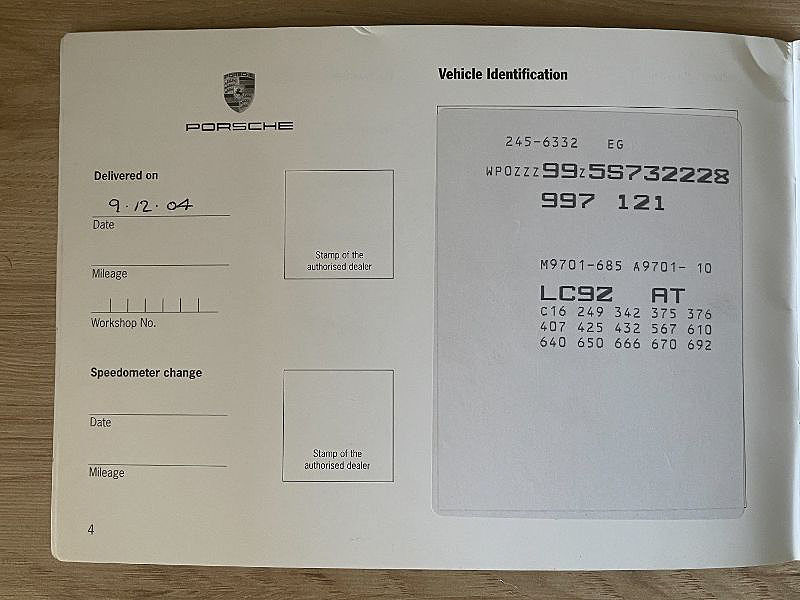 PORSCHE
PORSCHE
Delivered on
9.12.04
Date
Mileage
Workshop No.
Stamp of the
authorised dealer
Speedometer change
Date
Mileage
Stamp of the
authorised dealer
4
Vehicle Identification
245-6332 EG
WP0ZZZ99Z5S732228
997 121
M9701-685 A9701- 10
LC9Z AT
C16 249 342 375 376
407 425 432 567 610
640 650 666 670 692